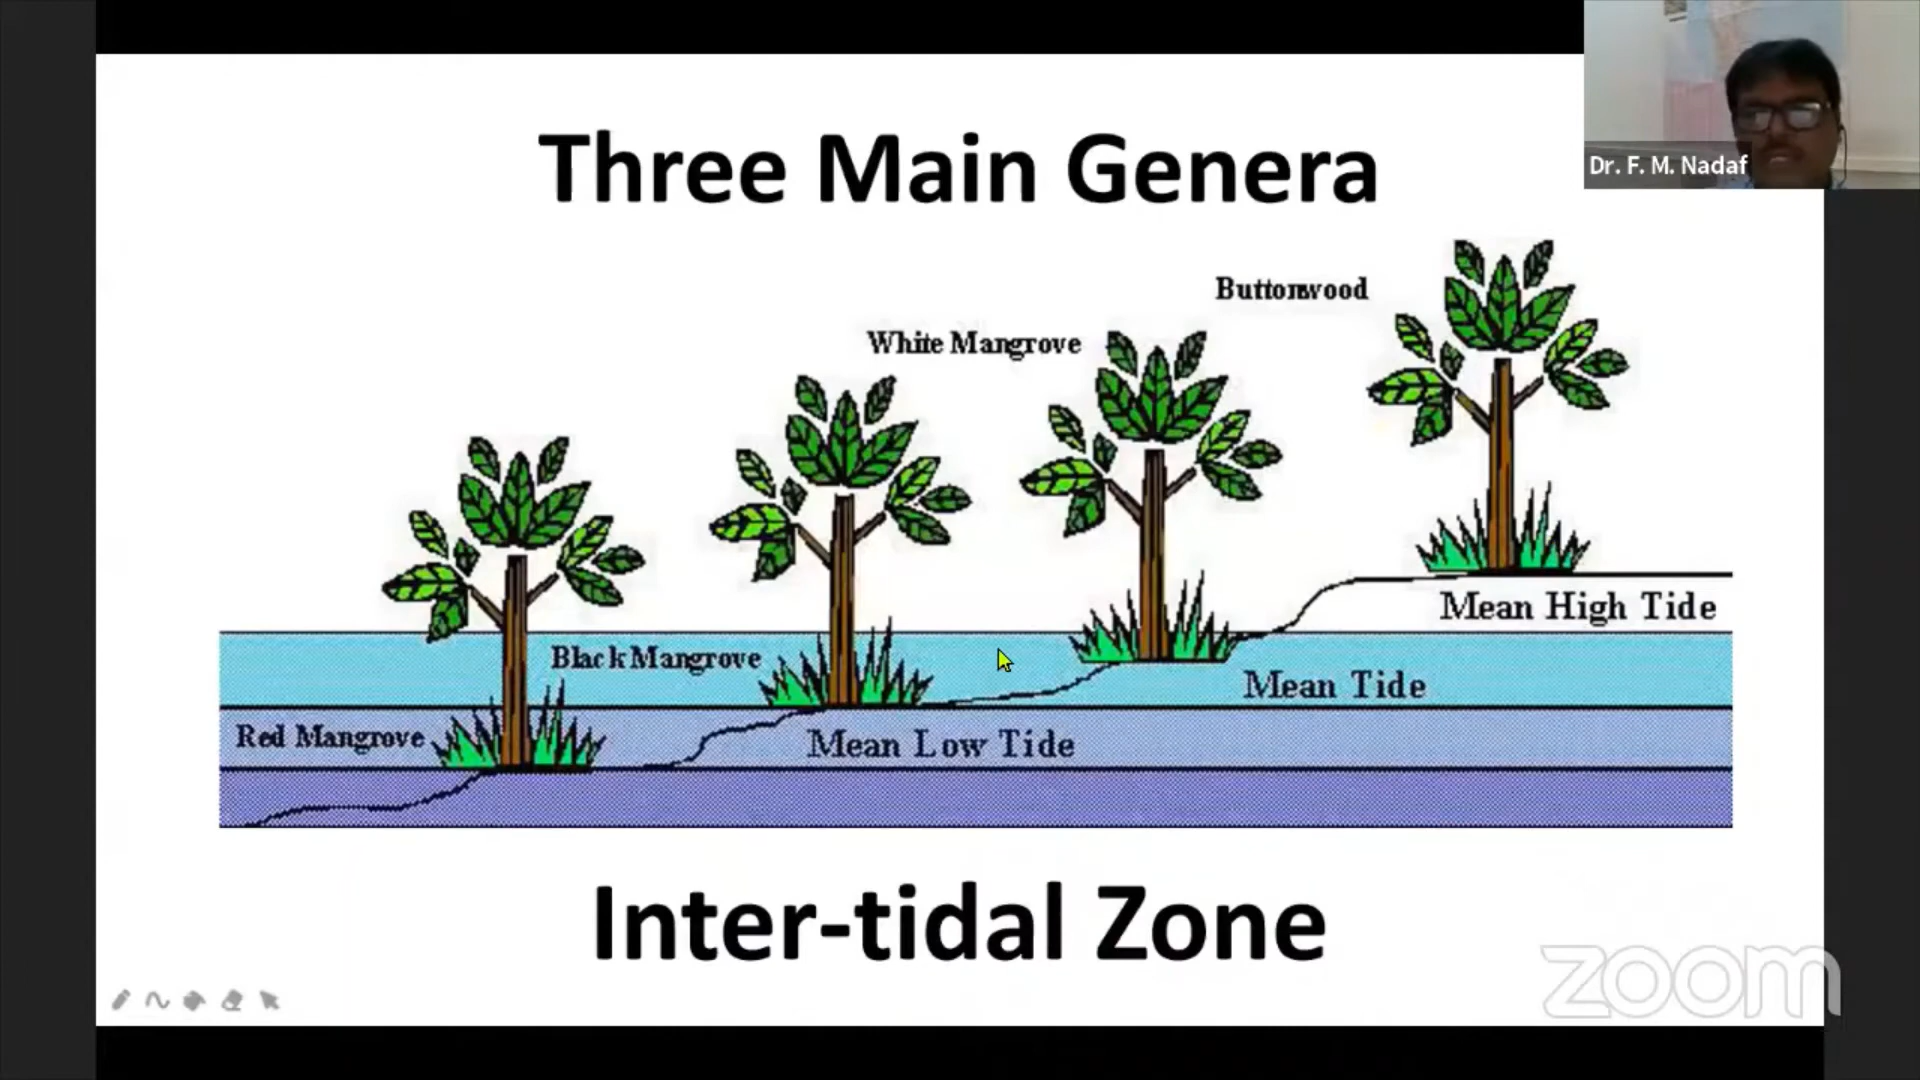 Three Main Genera
Dr. F. M. Nadaf
Buttonwood
White Mangrove
Black Mangrove
Red Mangrove
Mean High Tide
Mean Tide
Mean Low Tide
Inter-tidal Zone
zoom